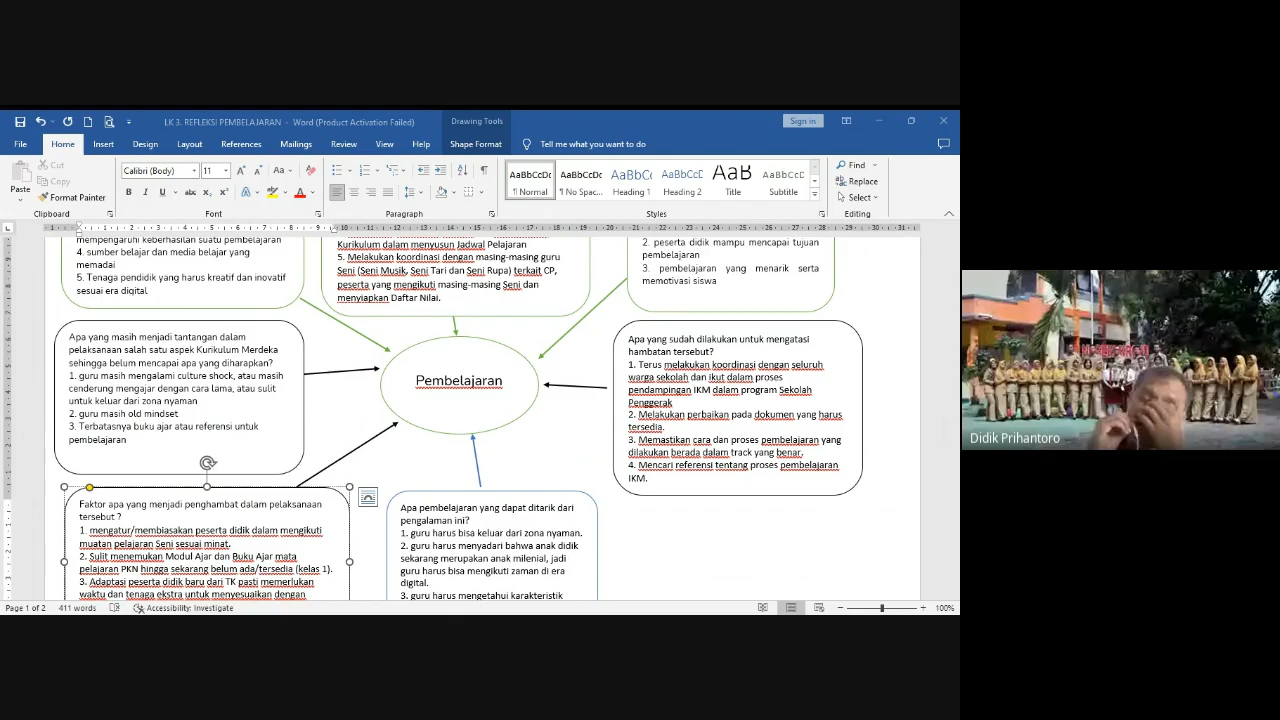 LK 3. REFLEKSI PEMBELAJARAN - Word (Product Activation Failed)
Drawing Tools
Sign in
File Home Insert Design Layout References Mailings Review View Help Shape Format Tell me what you want to do
Paste
Cut
Copy
Format Painter
Clipboard
Calibri (Body) 11
Font
Paragraph
AaBbCcDc AaBbCcDc AaBbCc AaBbCcD AaB AaBbCcD
¶ Normal ¶ No Spac... Heading 1 Heading 2 Title Subtitle
Styles
Find
Replace
Select
Editing
mempengaruhi keberhasilan suatu pembelajaran
4. sumber belajar dan media belajar yang
memadai
5. Tenaga pendidik yang harus kreatif dan inovatif
sesuai era digital
Kurikulum dalam menyusun Jadwal Pelajaran
5. Melakukan koordinasi dengan masing-masing guru
Seni (Seni Musik, Seni Tari dan Seni Rupa) terkait CP,
peserta yang mengikuti masing-masing Seni dan
menyiapkan Daftar Nilai.
2. peserta didik mampu mencapai tujuan
pembelajaran
3. pembelajaran yang menarik serta
memotivasi siswa
Apa yang masih menjadi tantangan dalam
pelaksanaan salah satu aspek Kurikulum Merdeka
sehingga belum mencapai apa yang diharapkan?
1. guru masih mengalami culture shock, atau masih
cenderung mengajar dengan cara lama, atau sulit
untuk keluar dari zona nyaman
2. guru masih old mindset
3. Terbatasnya buku ajar atau referensi untuk
pembelajaran
Pembelajaran
Apa yang sudah dilakukan untuk mengatasi
hambatan tersebut?
1. Terus melakukan koordinasi dengan seluruh
warga sekolah dan ikut dalam proses
pendampingan IKM dalam program Sekolah
Penggerak
2. Melakukan perbaikan pada dokumen yang harus
tersedia.
3. Memastikan cara dan proses pembelajaran yang
dilakukan berada dalam track yang benar.
4. Mencari referensi tentang proses pembelajaran
IKM.
Faktor apa yang menjadi penghambat dalam pelaksanaan
tersebut ?
1. mengatur/membiasakan peserta didik dalam mengikuti
muatan pelajaran Seni sesuai minat.
2. Sulit menemukan Modul Ajar dan Buku Ajar mata
pelajaran PKN hingga sekarang belum ada/tersedia (kelas 1).
3. Adaptasi peserta didik baru dari TK pasti memerlukan
waktu dan tenaga ekstra untuk menyesuaikan dengan
Apa pembelajaran yang dapat ditarik dari
pengalaman ini?
1. guru harus bisa keluar dari zona nyaman.
2. guru harus menyadari bahwa anak didik
sekarang merupakan anak milenial, jadi
guru harus bisa mengikuti zaman di era
digital.
3. guru harus mengetahui karakteristik
Page 1 of 2 411 words Accessibility: Investigate
100%
Didik Prihantoro